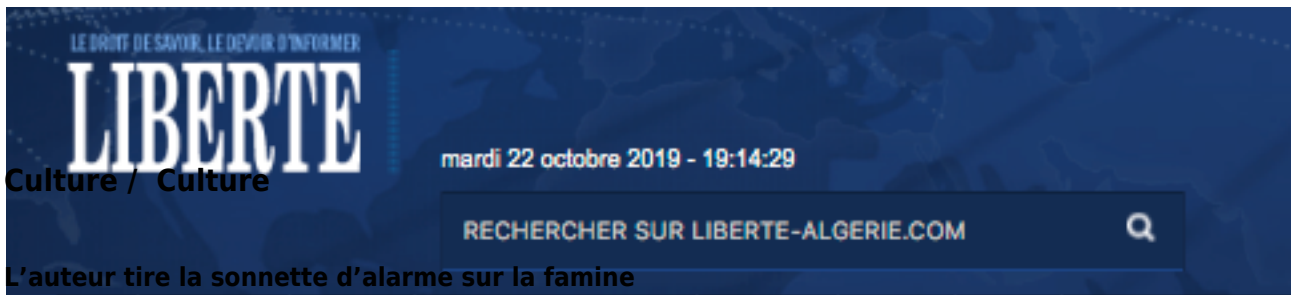 LE DROIT DE SAVOIR, LE DEVOIR D'INFORMER
LIBERTE
mardi 22 octobre 2019 - 19:14:29
Culture / Culture
RECHERCHER SUR LIBERTE-ALGERIE.COM
L’auteur tire la sonnette d’alarme sur la famine